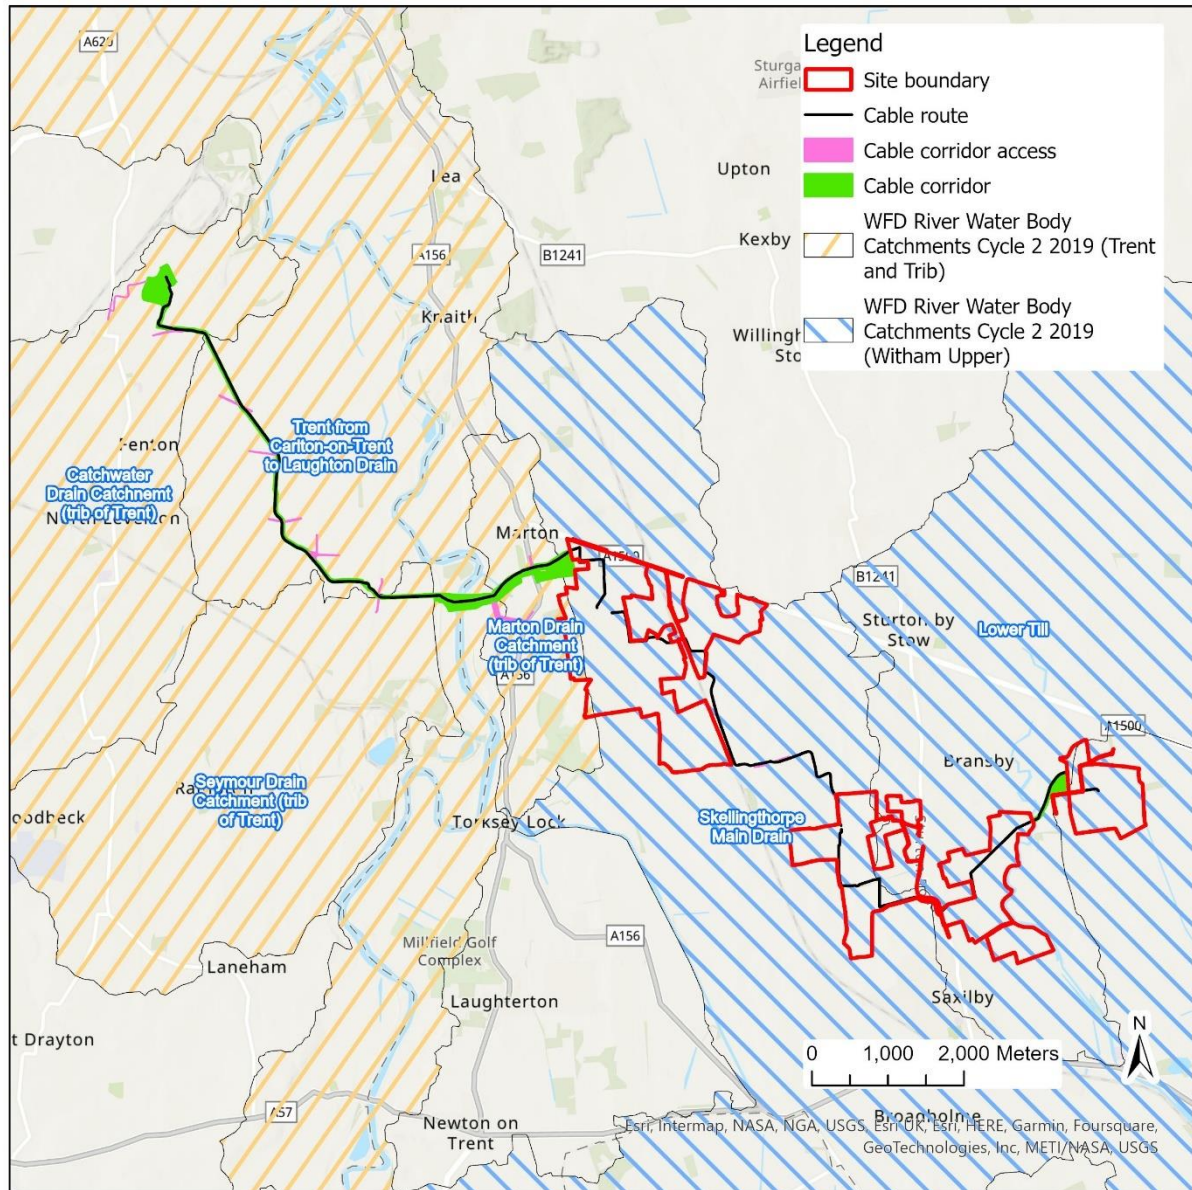 A620
Lea
A156
B1241
Upton
Kexby
Knaith
Legend
Site boundary
Cable route
Cable corridor access
Cable corridor
WFD River Water Body
Catchments Cycle 2 2019 (Trent
and Trib)
WFD River Water Body
Catchments Cycle 2 2019
(Witham Upper)
Trent from
Carlton-on-Trent
to Laughton Drain
Fenton
Catchwater
Drain Catchnemt
(trib of Trent)
Marton
B1241
Sturton by
Stow
Lower Till
Marton Drain
Catchment
(trib of Trent)
A1500
Bransby
Seymour Drain
Catchment (trib
of Trent)
Skellingthorpe
Main Drain
Torksey Lock
A156
Millfield Golf
Complex
Laneham
Laughterton
Saxilby
t Drayton
N
0 1,000 2,000 Meters
A57
Newton on
Trent
Broadholme
Esri, Intermap, NASA, NGA, USGS, Esri UK, Esri, HERE, Garmin, Foursquare,
GeoTechnologies, Inc, METI/NASA, USGS